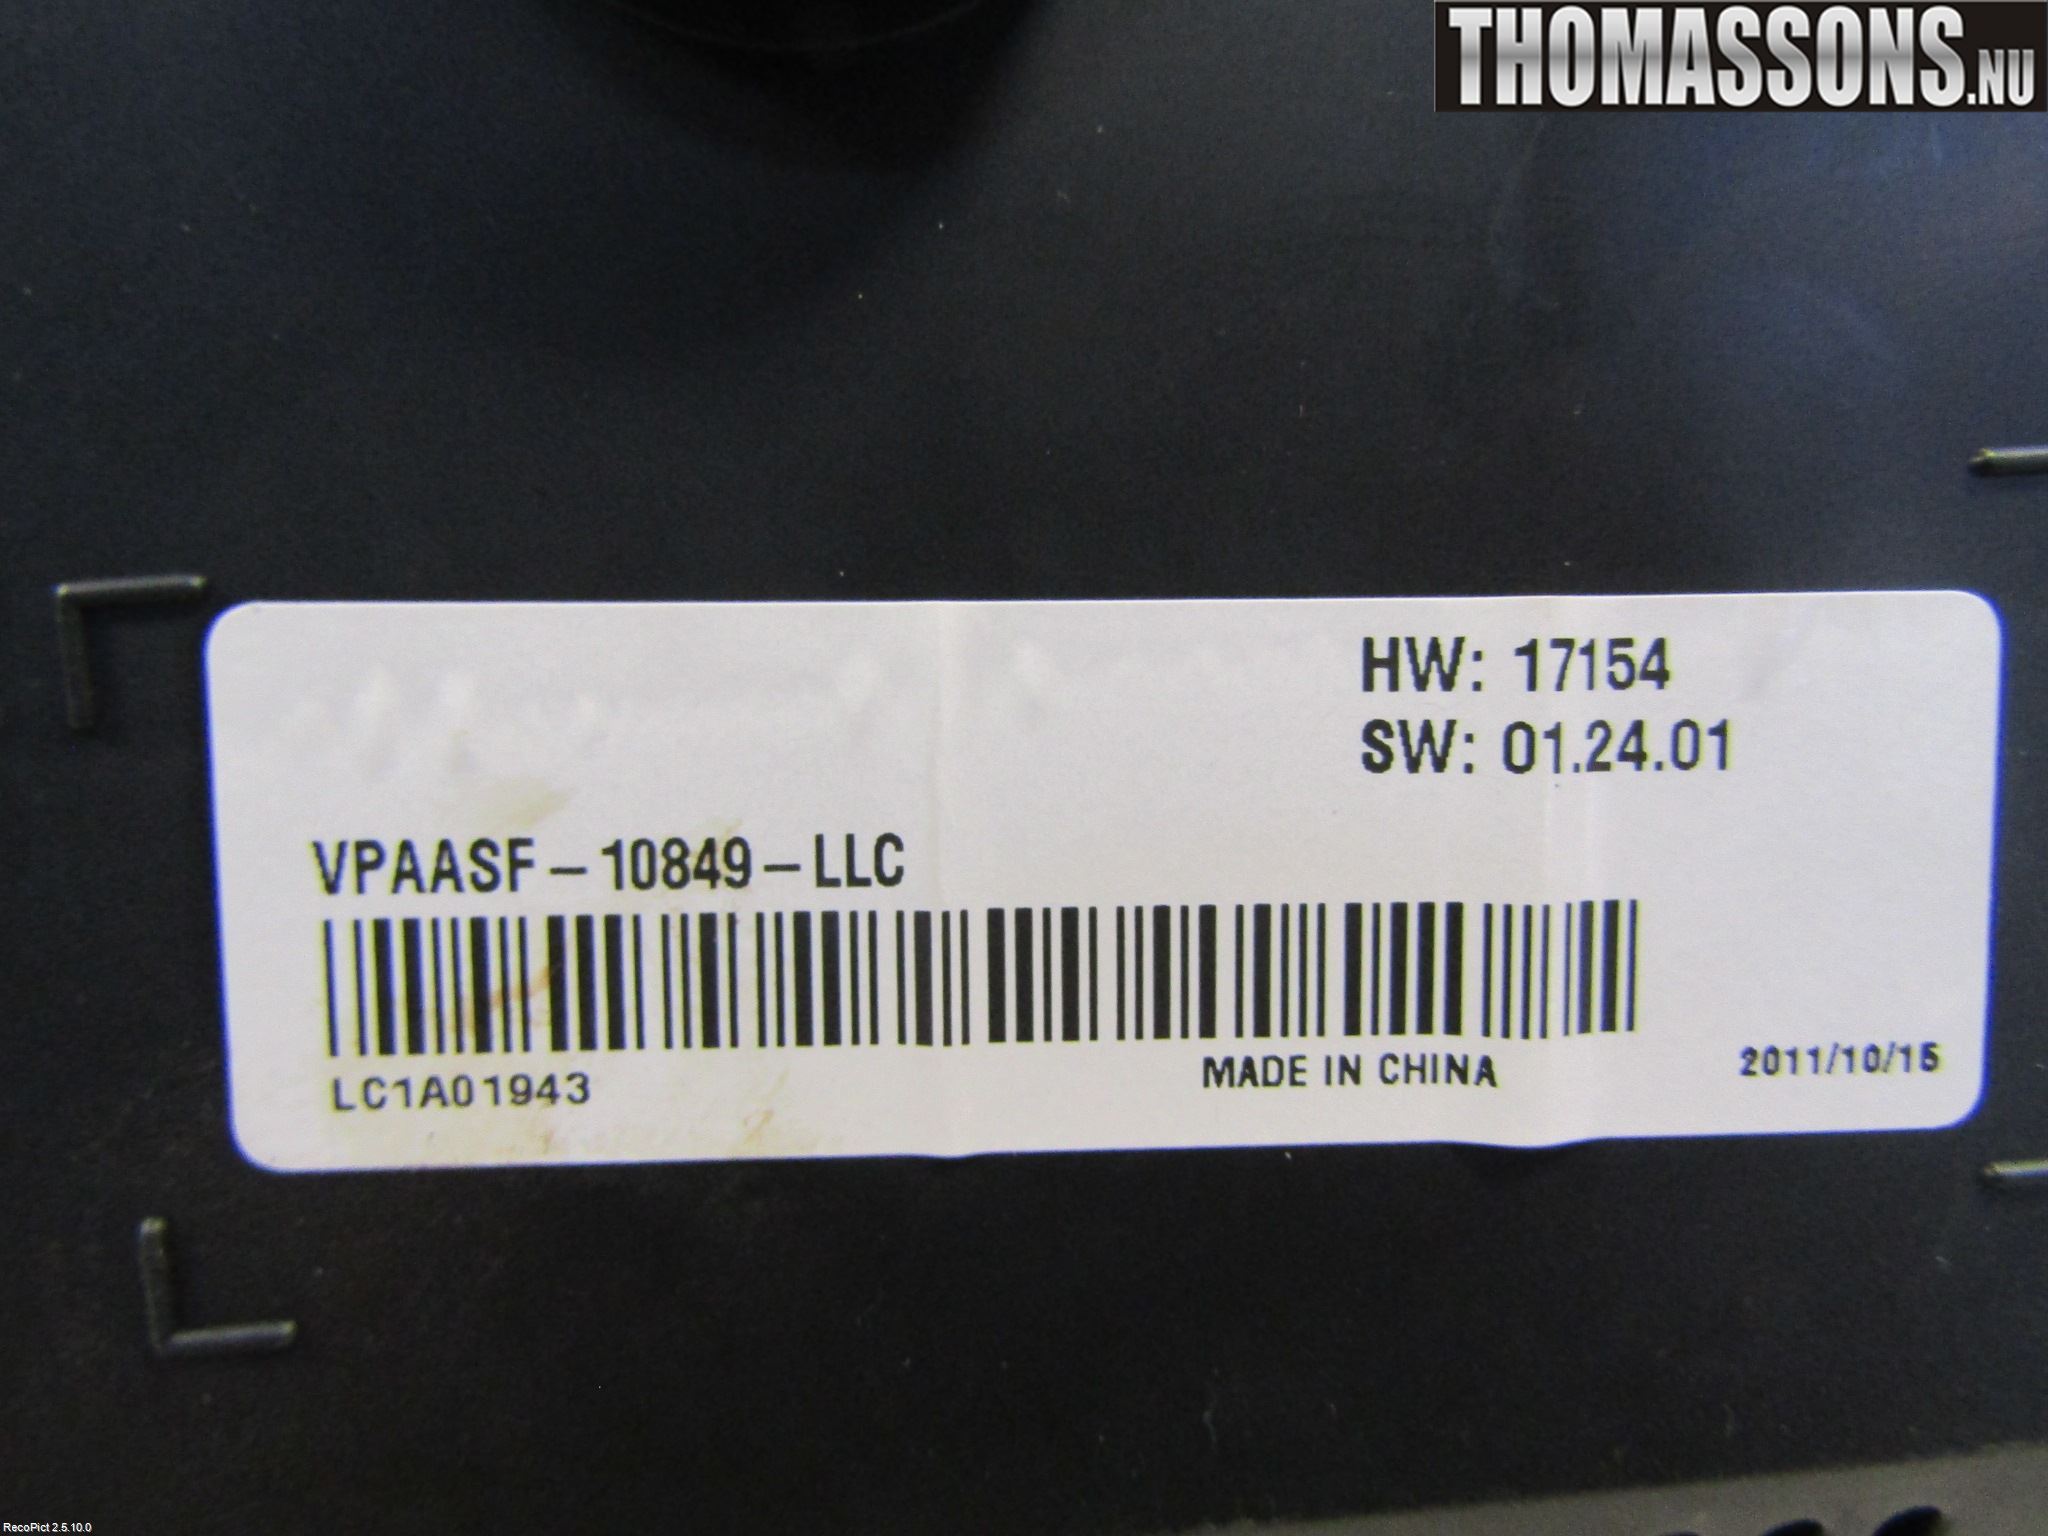 THOMASSONS.NU
HW: 17154
SW: 01.24.01
VPAASF-10849-LLC
LC1A01943
MADE IN CHINA
2011/10/15
RecoPict 2.5.10.0